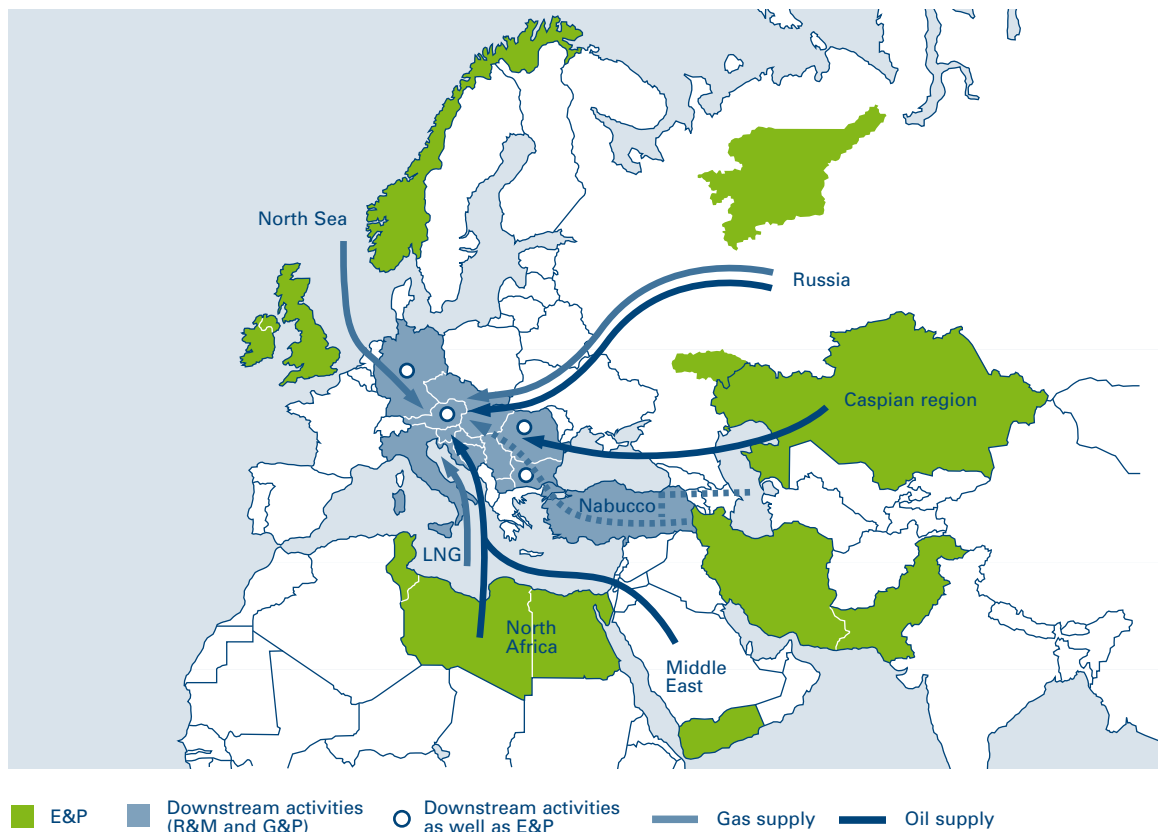 North Sea
Russia
Caspian region
Nabucco
LNG
North
Africa
Middle
East
E&P
Downstream activities
(R&M and G&P)
Downstream activities
as well as E&P
Gas supply
Oil supply